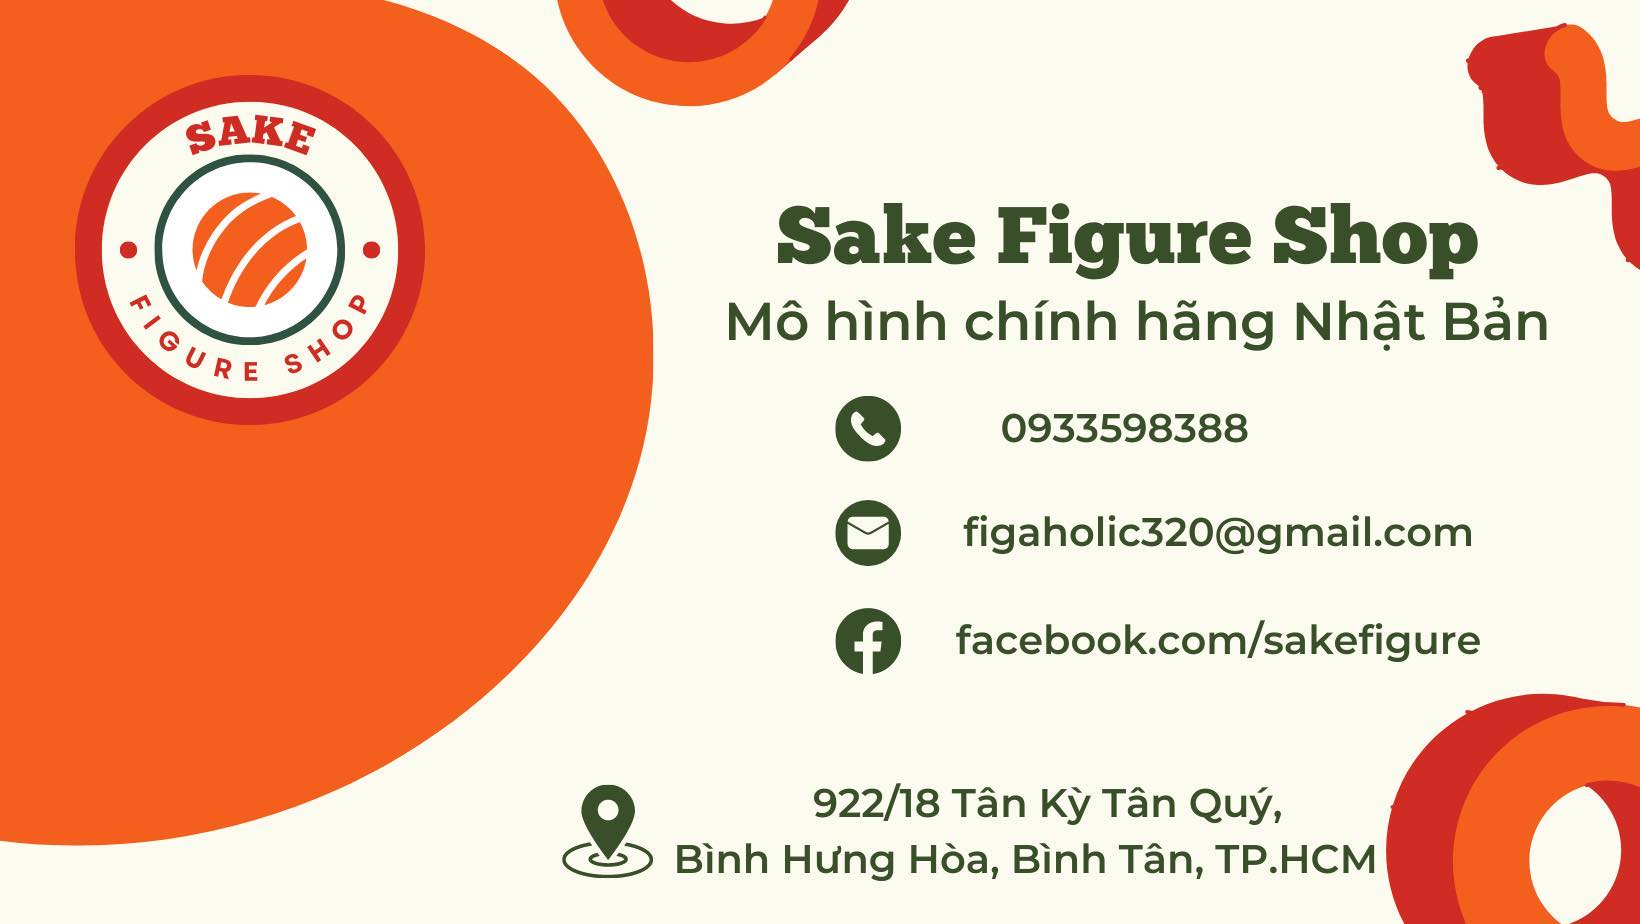 SAKE
FIGURE SHOP
Sake Figure Shop
Mô hình chính hãng Nhật Bản
0933598388
figaholic320@gmail.com
facebook.com/sakefigure
922/18 Tân Kỳ Tân Quý,
Bình Hưng Hòa, Bình Tân, TP.HCM